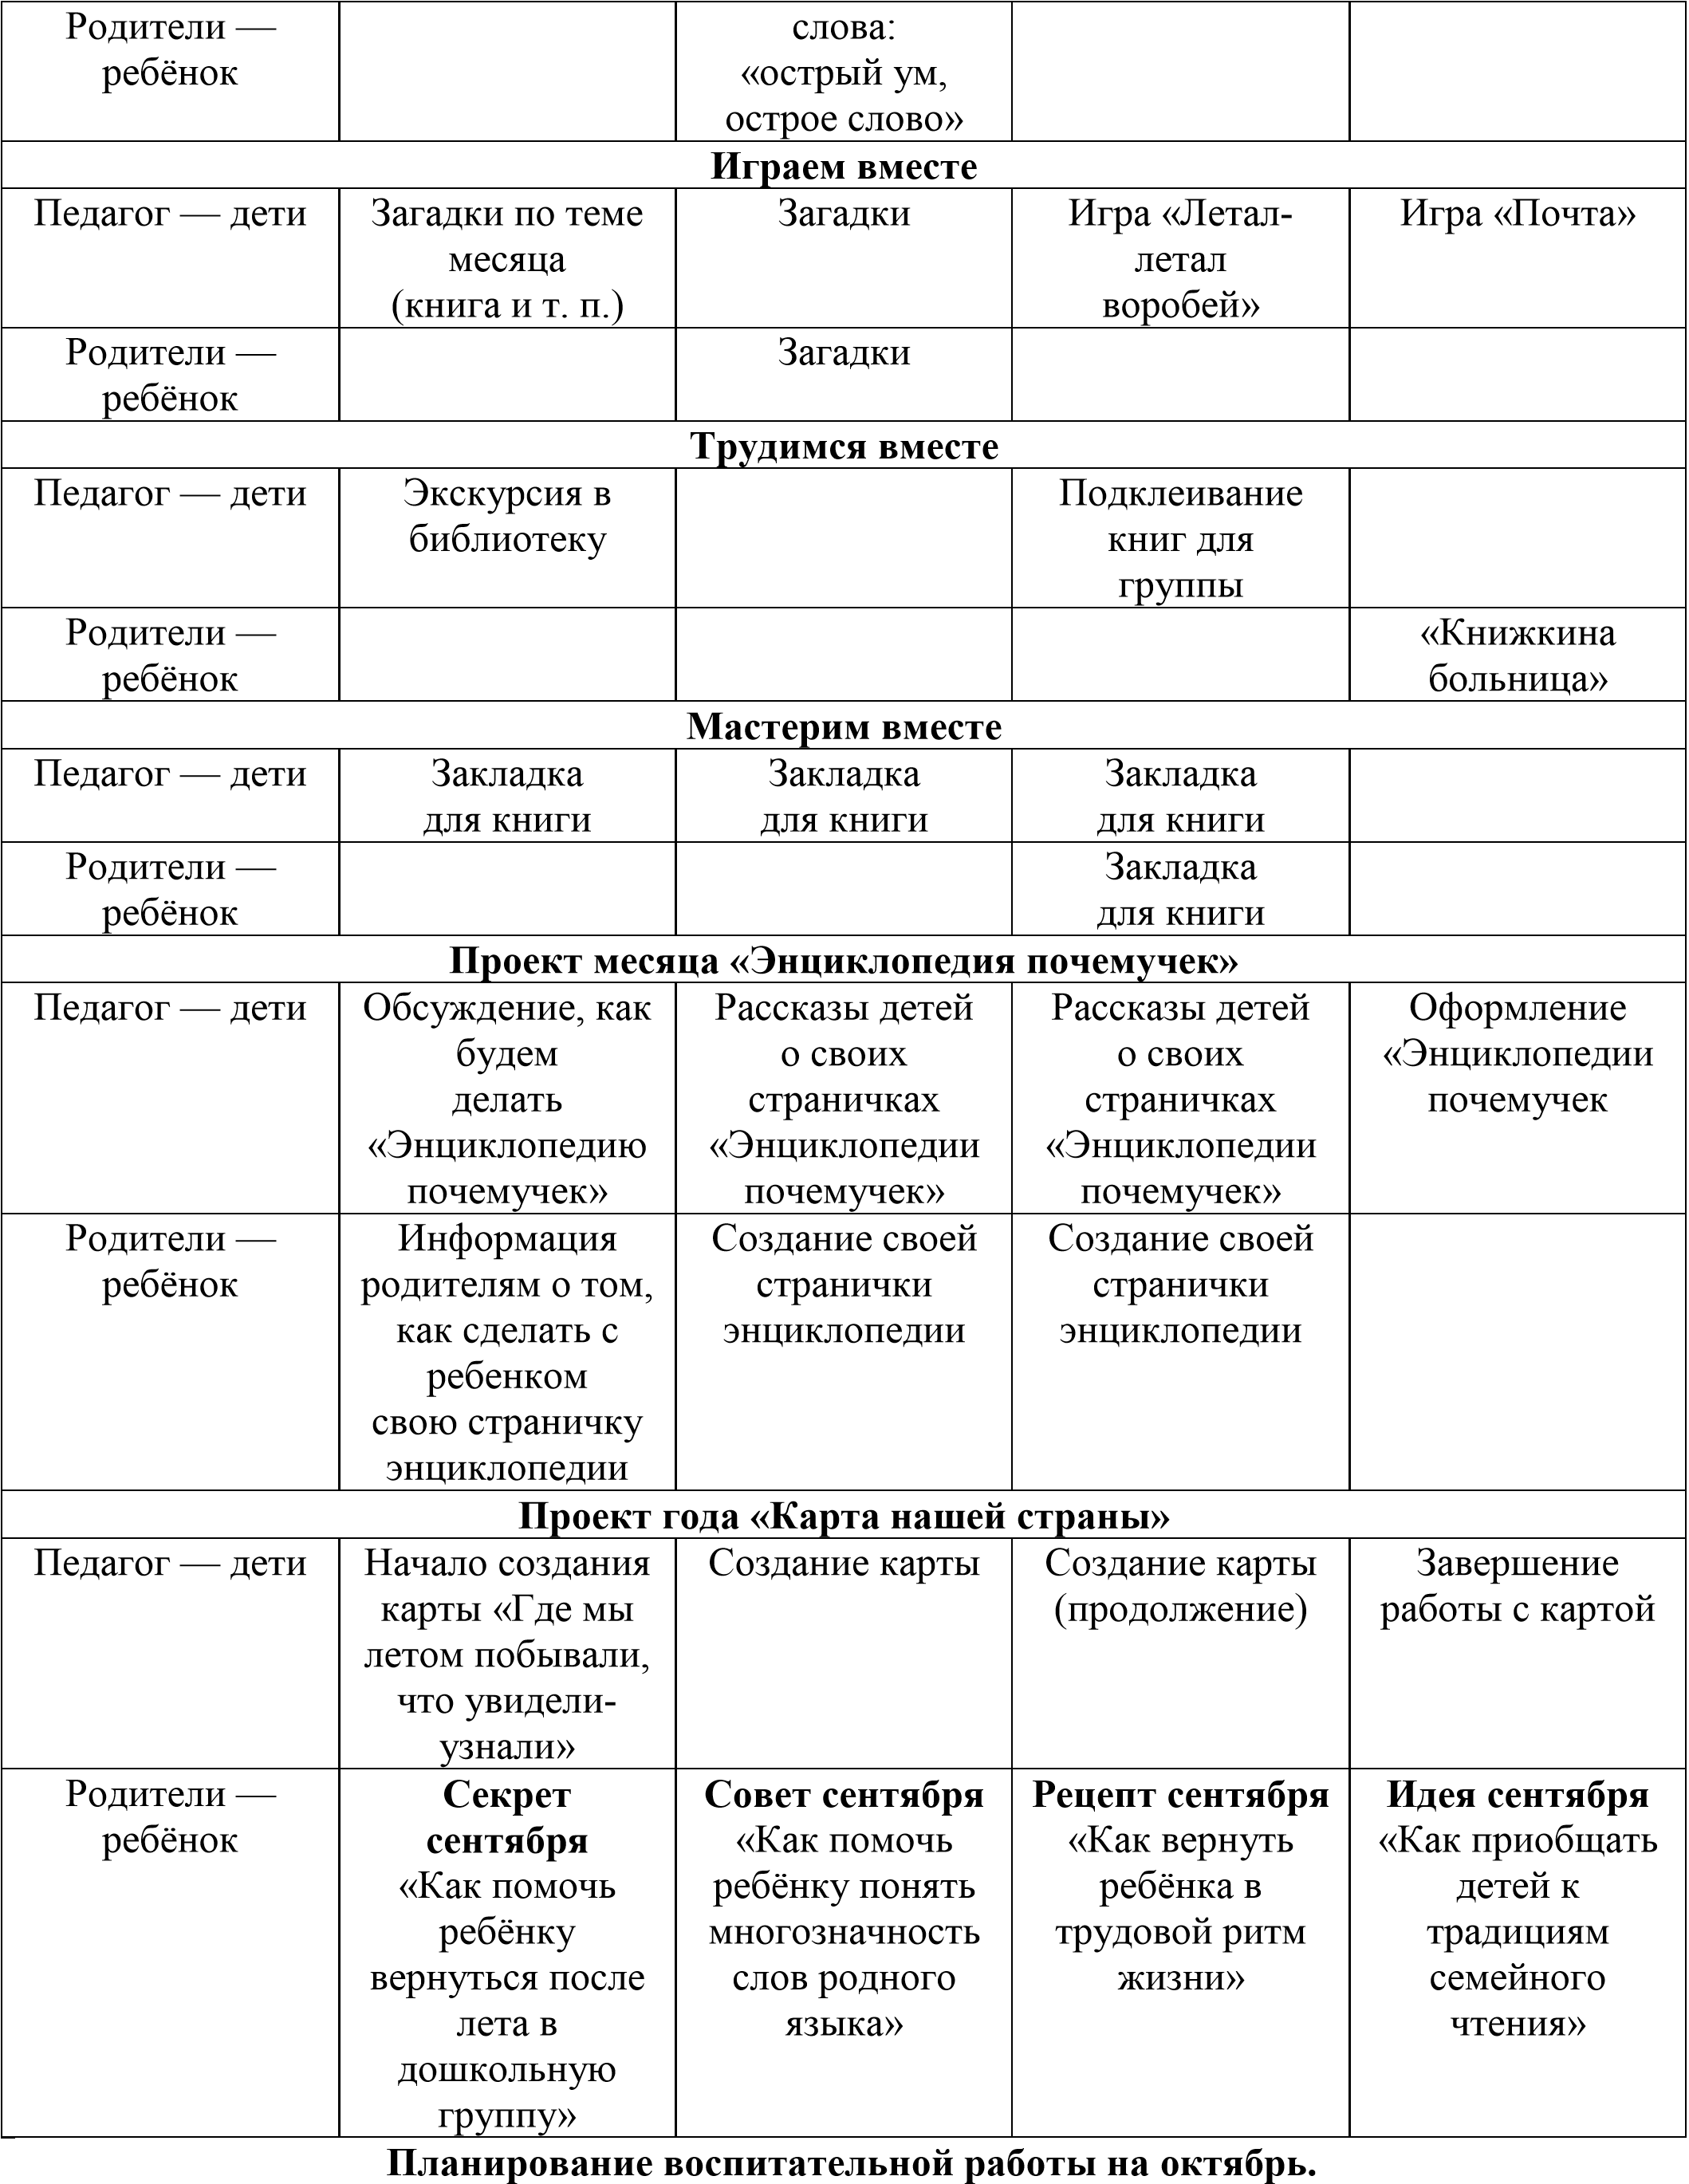 Родители —
ребёнок
слова:
«острый ум,
острое слово»
Играем вместе
Педагог — дети
Загадки по теме
месяца
(книга и т. п.)
Загадки
Игра «Летал-
летал
воробей»
Игра «Почта»
Родители —
ребёнок
Загадки
Трудимся вместе
Педагог — дети
Экскурсия в
библиотеку
Подклеивание
книг для
группы
Родители —
ребёнок
«Книжкина
больница»
Мастерим вместе
Педагог — дети
Закладка
для книги
Закладка
для книги
Закладка
для книги
Родители —
ребёнок
Закладка
для книги
Проект месяца «Энциклопедия почемучек»
Педагог — дети
Обсуждение, как
будем
делать
«Энциклопедию
почемучек»
Рассказы детей
о своих
страничках
«Энциклопедии
почемучек»
Рассказы детей
о своих
страничках
«Энциклопедии
почемучек»
Оформление
«Энциклопедии
почемучек
Родители —
ребёнок
Информация
родителям о том,
как сделать с
ребенком
свою страничку
энциклопедии
Создание своей
странички
энциклопедии
Создание своей
странички
энциклопедии
Проект года «Карта нашей страны»
Педагог — дети
Начало создания
карты «Где мы
летом побывали,
что увидели-
узнали»
Создание карты
Создание карты
(продолжение)
Завершение
работы с картой
Родители —
ребёнок
Секрет
сентября
«Как помочь
ребёнку
вернуться после
лета в
дошкольную
группу»
Совет сентября
«Как помочь
ребёнку понять
многозначность
слов родного
языка»
Рецепт сентября
«Как вернуть
ребёнка в
трудовой ритм
жизни»
Идея сентября
«Как приобщать
детей к
традициям
семейного
чтения»
Планирование воспитательной работы на октябрь.